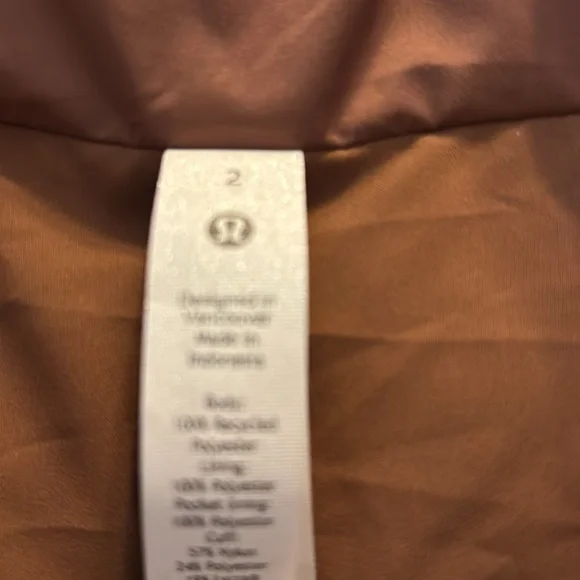 2
Designed in
Vancouver
Made in
Indonesia
Body:
100% Recycled
Polyester
Lining:
100% Polyester
Pocket Lining:
100% Polyester
Cuff:
57% Nylon
24% Polyester